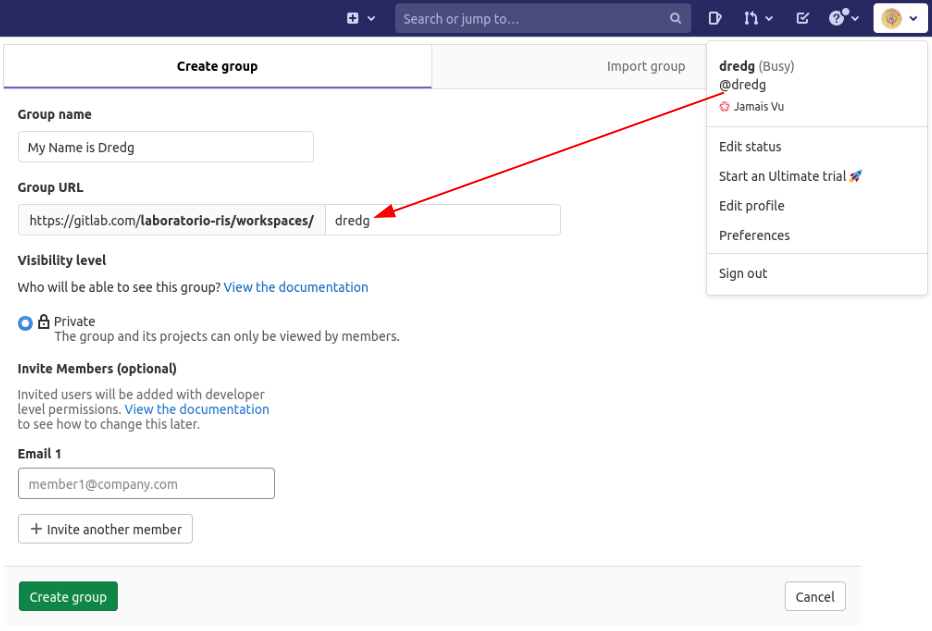 Search or jump to…
Create group
Import group
dredg (Busy)
@dredg
Jamais Vu
Edit status
Start an Ultimate trial 🚀
Edit profile
Preferences
Sign out
Group name
My Name is Dredg
Group URL
https://gitlab.com/laboratorio-ris/workspaces/ dredg
Visibility level
Who will be able to see this group? View the documentation
Private
The group and its projects can only be viewed by members.
Invite Members (optional)
Invited users will be added with developer
level permissions. View the documentation
to see how to change this later.
Email 1
member1@company.com
Invite another member
Create group
Cancel